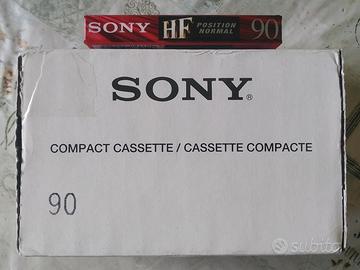 SONY HF POSITION NORMAL 90
SONY®
COMPACT CASSETTE / CASSETTE COMPACTE
90
subito